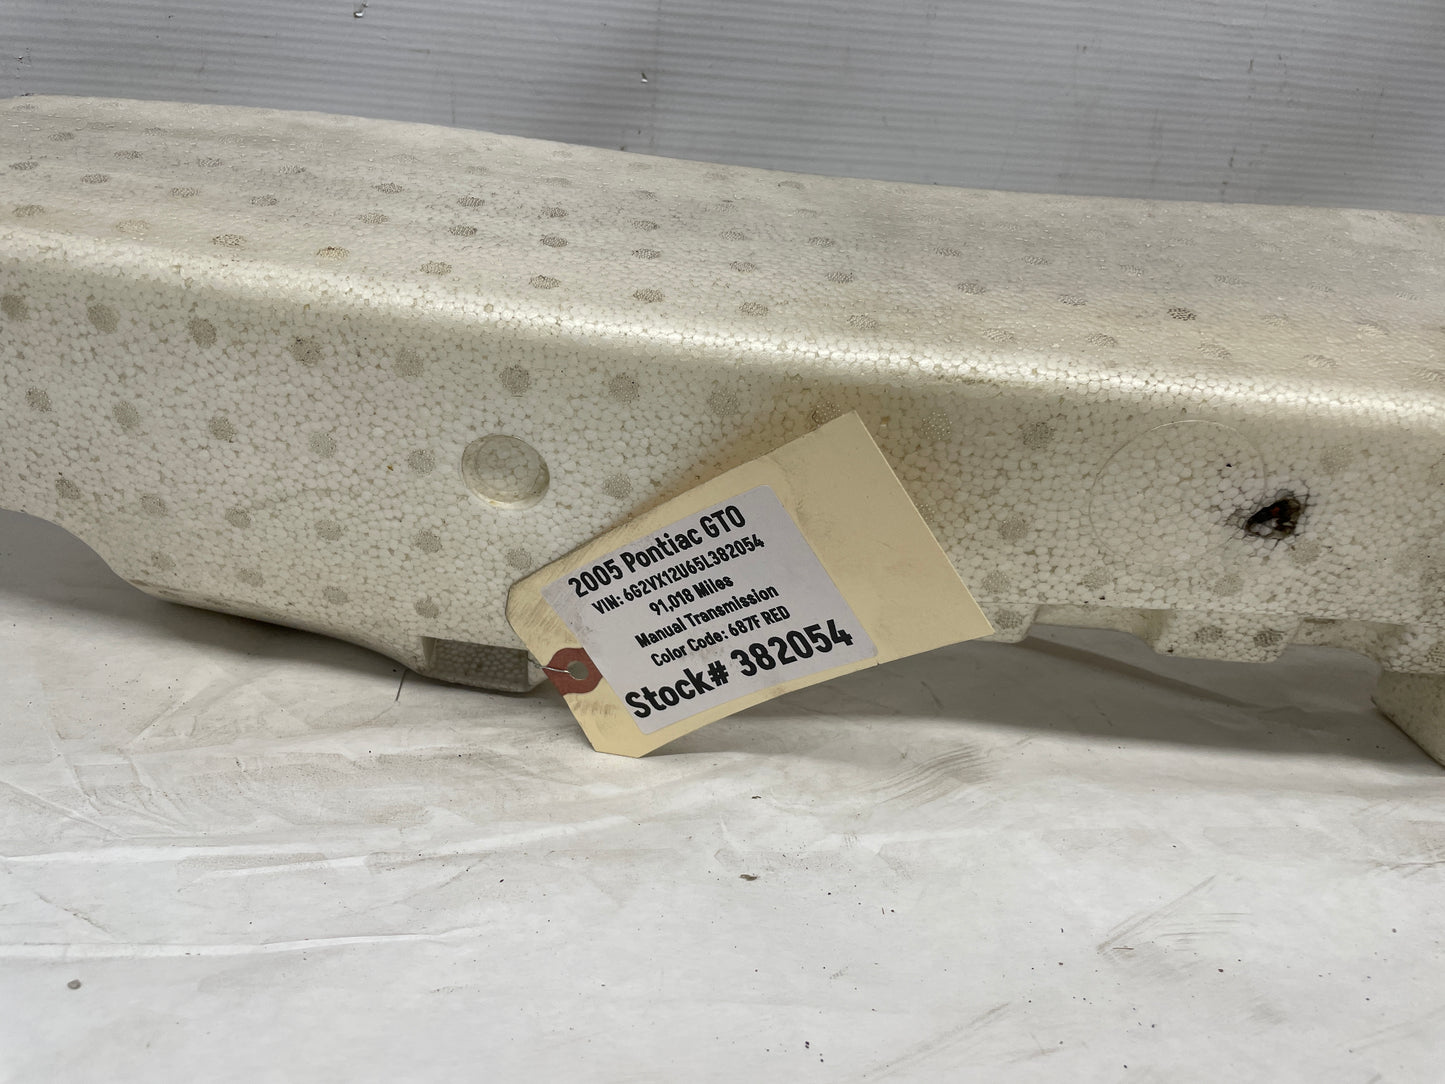 2005 Pontiac GTO
VIN: 6G2VX12U65L382054
91,018 Miles
Manual Transmission
Color Code: 687F RED
Stock# 382054